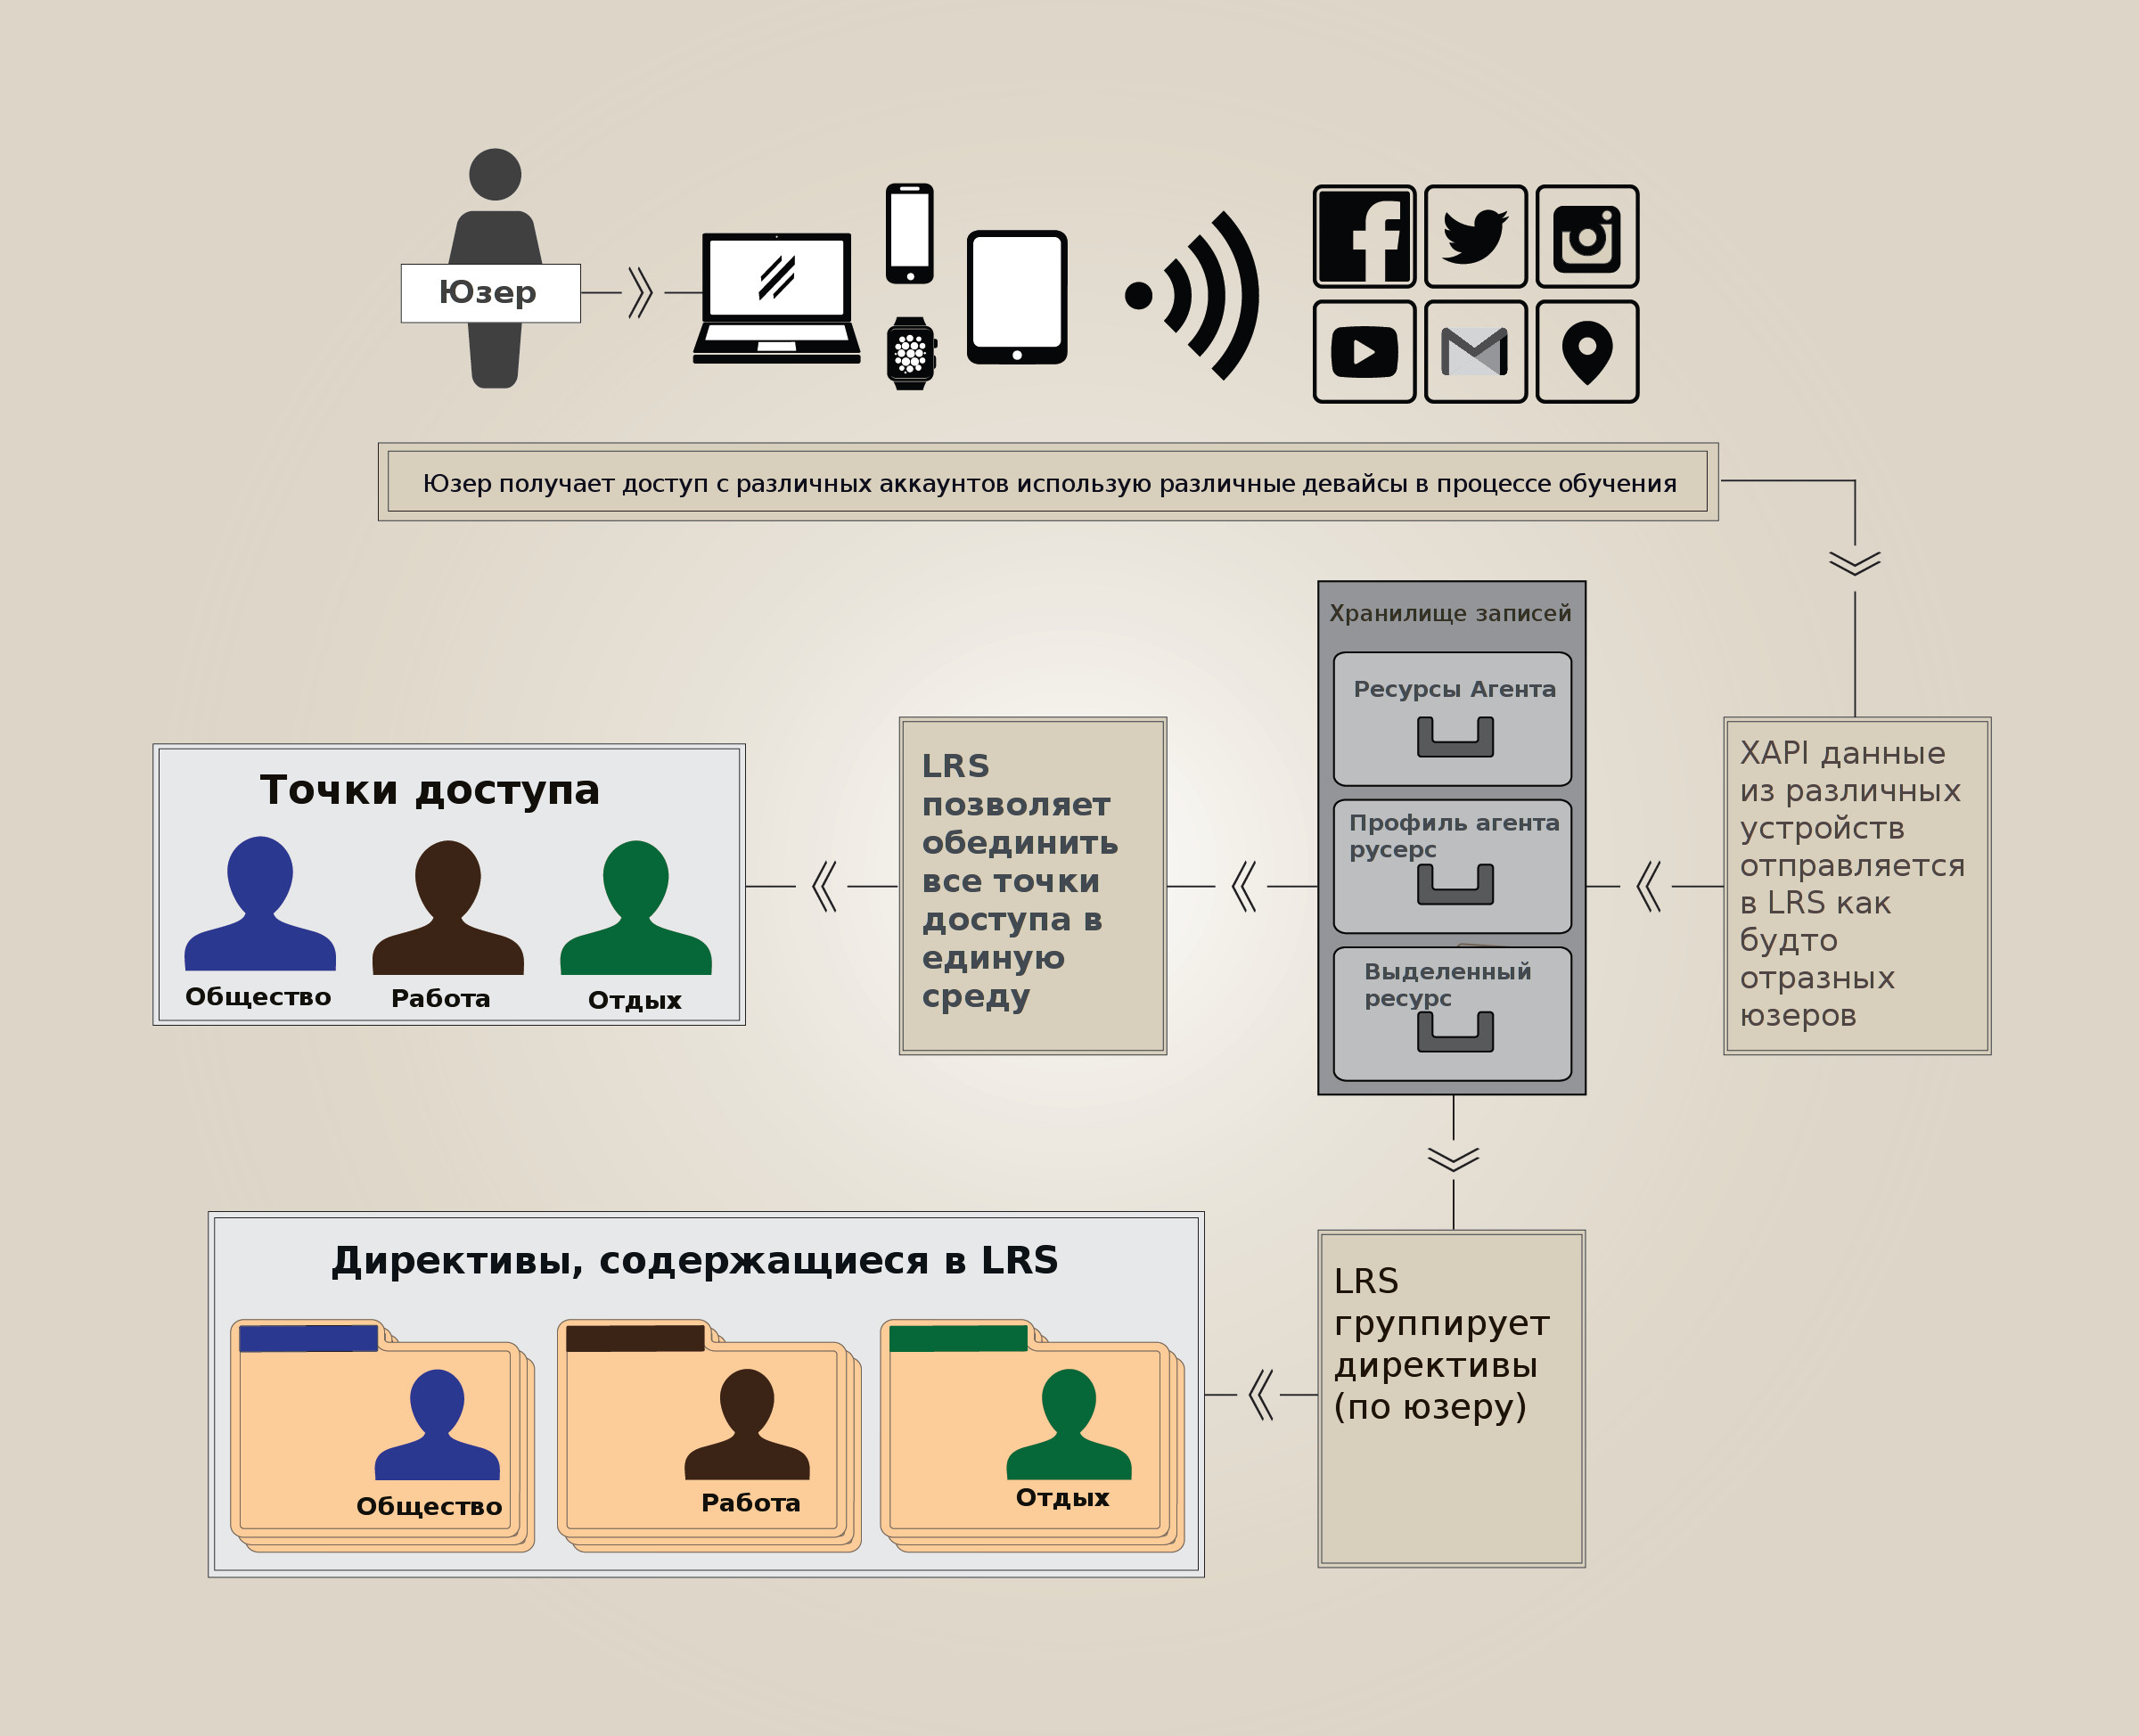 Юзер
Юзер получает доступ с различных аккаунтов использую различные девайсы в процессе обучения
Хранилище записей
Ресурсы Агента
Профиль агента
русерс
Выделенный
ресурс
XAPI данные
из различных
устройств
отправляется
в LRS как
будто
отразных
юзеров
LRS
позволяет
обединить
все точки
доступа в
единую
среду
Точки доступа
Общество
Работа
Отдых
LRS
группирует
директивы
(по юзеру)
Директивы, содержащиеся в LRS
Общество
Работа
Отдых